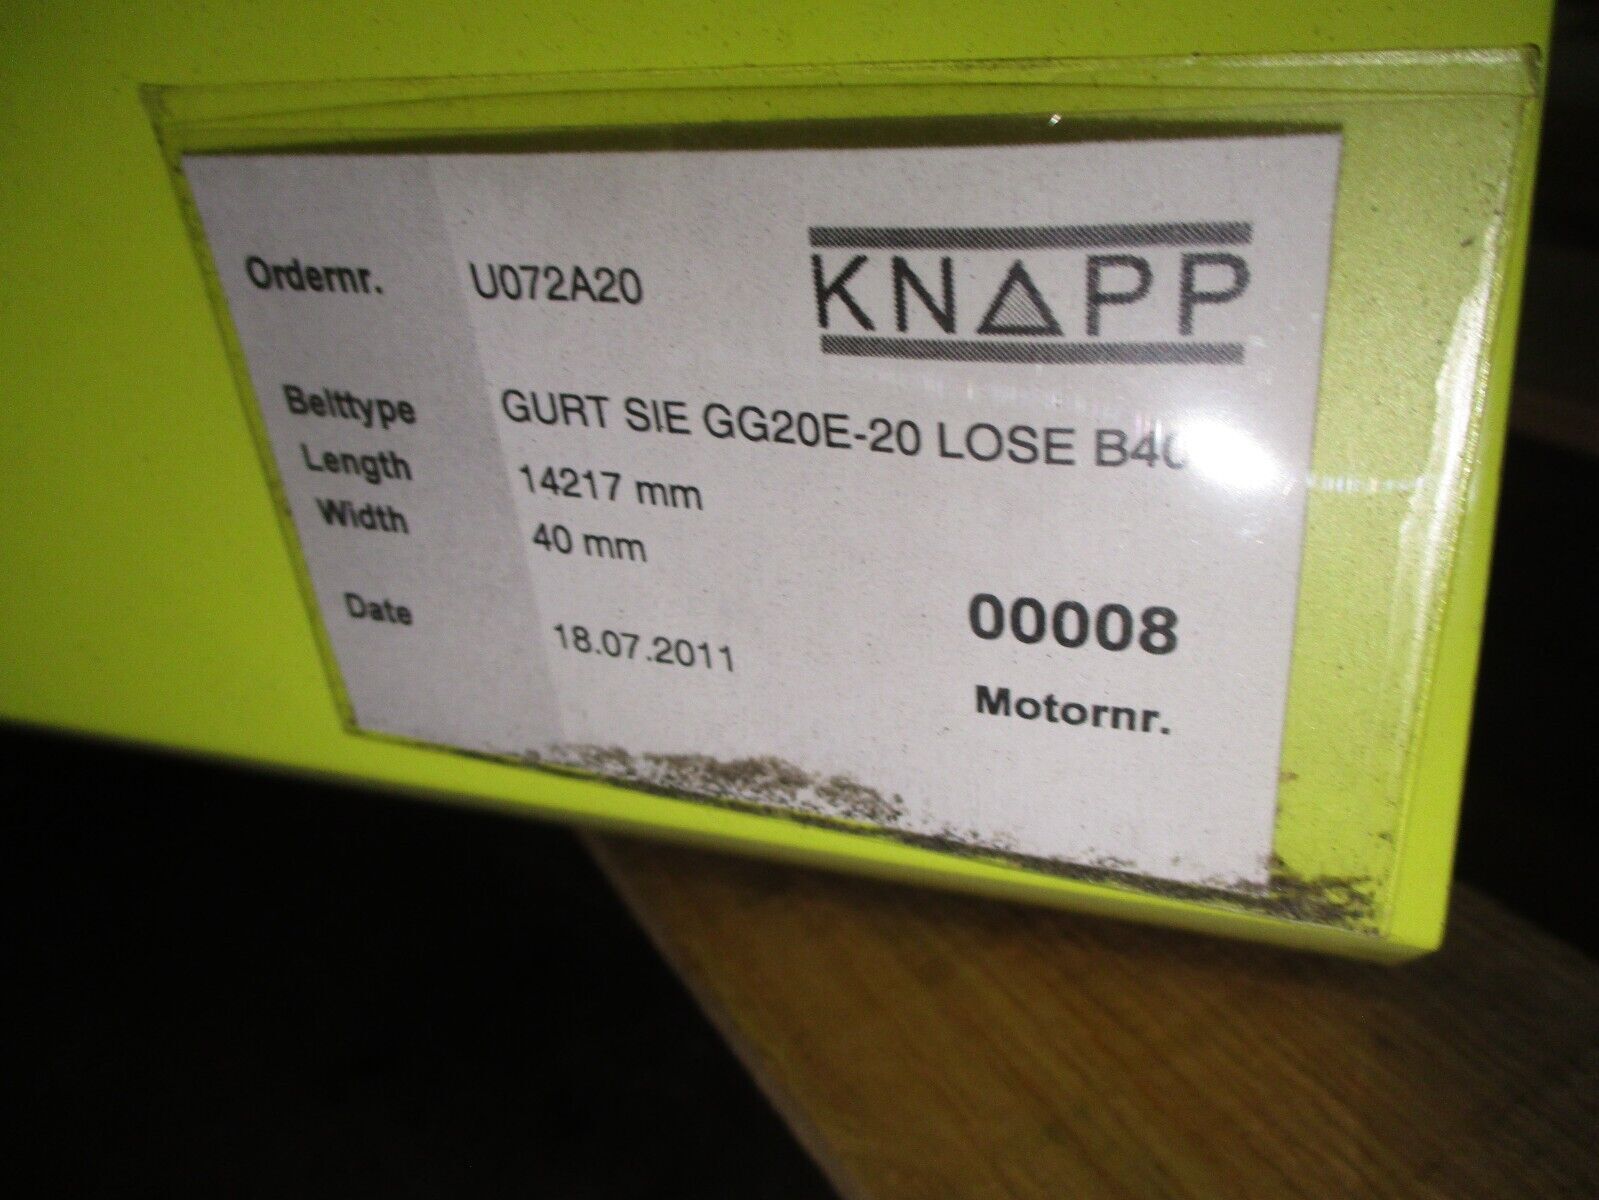 KNAPP
Ordernr. U072A20
Belttype GURT SIE GG20E-20 LOSE B40
Length 14217 mm
Width 40 mm
Date 18.07.2011
00008
Motornr.